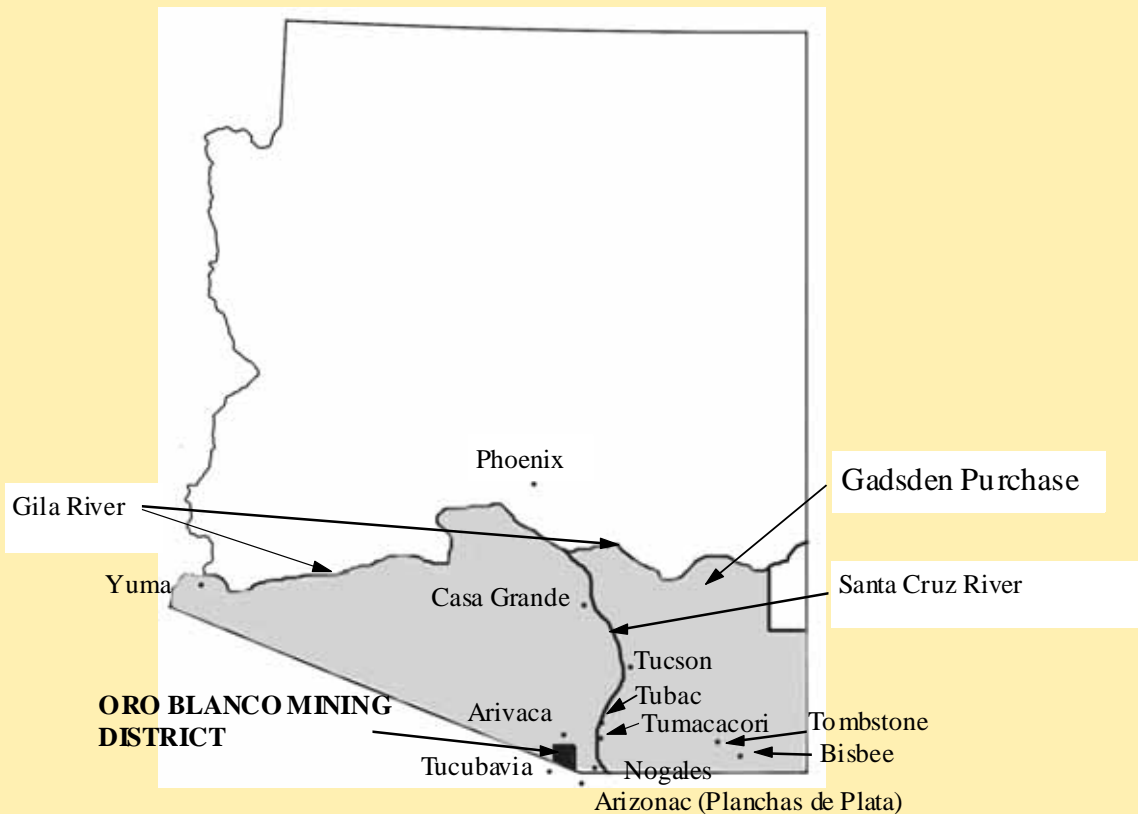 Phoenix
Gadsden Purchase
Gila River
Yuma
Casa Grande
Santa Cruz River
Tucson
Tubac
ORO BLANCO MINING
DISTRICT
Arivaca
Tumacacori
Tombstone
Bisbee
Tucubavia
Nogales
Arizonac (Planchas de Plata)